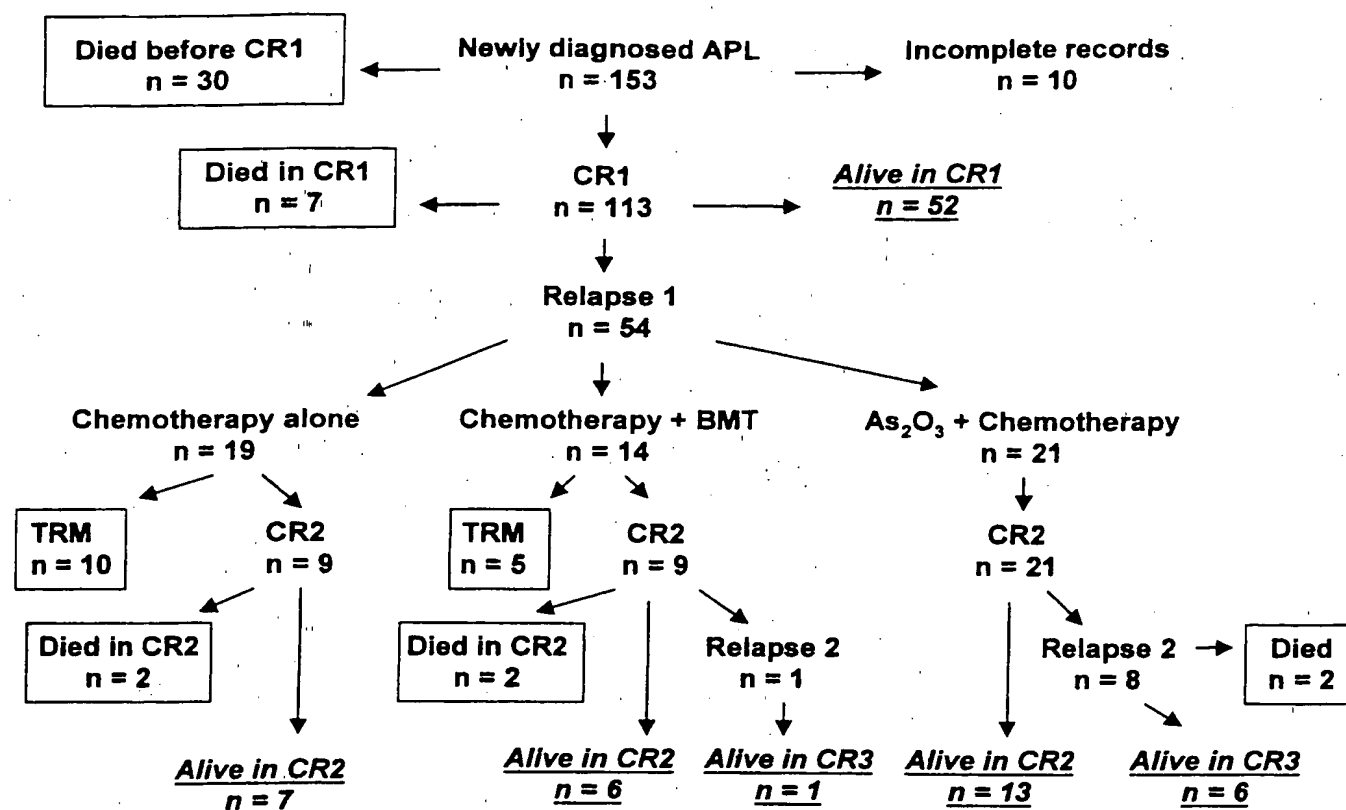 Died before CR1
n = 30
Newly diagnosed APL
n = 153
Incomplete records
n = 10
Died in CR1
n = 7
CR1
n = 113
Alive in CR1
n = 52
Relapse 1
n = 54
Chemotherapy alone
n = 19
Chemotherapy + BMT
n = 14
As₂O₃ + Chemotherapy
n = 21
TRM
n = 10
CR2
n = 9
TRM
n = 5
CR2
n = 9
CR2
n = 21
Died in CR2
n = 2
Died in CR2
n = 2
Relapse 2
n = 1
Relapse 2
n = 8
Died
n = 2
Alive in CR2
n = 7
Alive in CR2
n = 6
Alive in CR3
n = 1
Alive in CR2
n = 13
Alive in CR3
n = 6